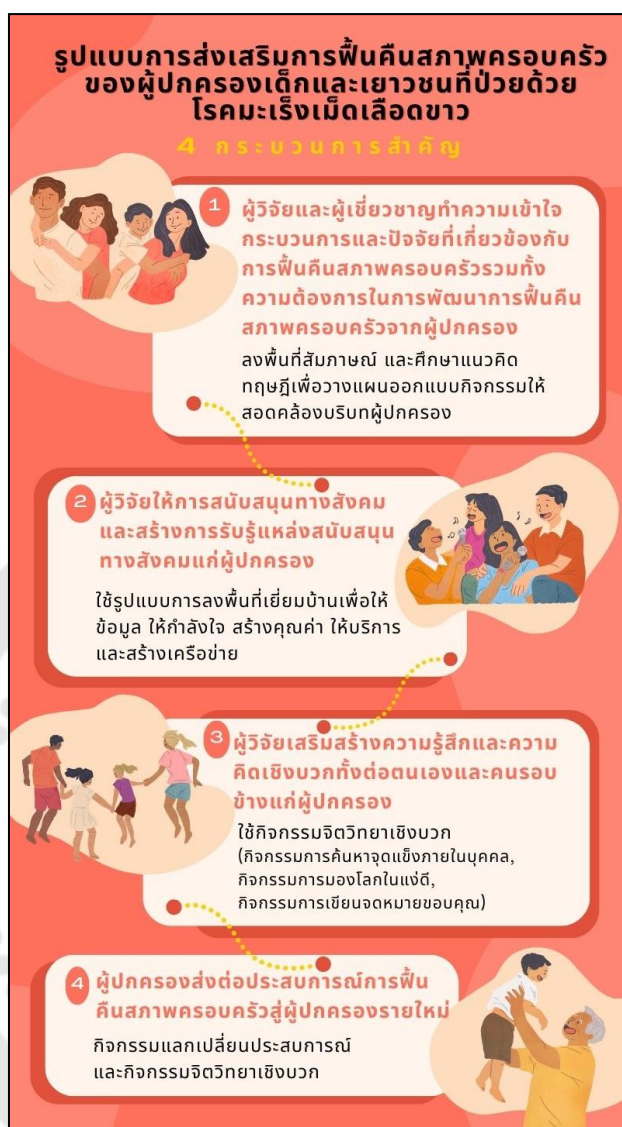 รูปแบบการส่งเสริมการฟื้นคืนสภาพครอบครัว
ของผู้ปกครองเด็กและเยาวชนที่ป่วยด้วย
โรคมะเร็งเม็ดเลือดขาว
4 กระบวนการสำคัญ
1
ผู้วิจัยและผู้เชี่ยวชาญทำความเข้าใจ
กระบวนการและปัจจัยที่เกี่ยวข้องกับ
การฟื้นคืนสภาพครอบครัวรวมทั้ง
ความต้องการในการพัฒนาการฟื้นคืน
สภาพครอบครัวจากผู้ปกครอง
ลงพื้นที่สัมภาษณ์ และศึกษาแนวคิด
ทฤษฎีเพื่อวางแผนออกแบบกิจกรรมให้
สอดคล้องบริบทผู้ปกครอง
2
ผู้วิจัยให้การสนับสนุนทางสังคม
และสร้างการรับรู้แหล่งสนับสนุน
ทางสังคมแก่ผู้ปกครอง
ใช้รูปแบบการลงพื้นที่เยี่ยมบ้านเพื่อให้
ข้อมูล ให้กำลังใจ สร้างคุณค่า ให้บริการ
และสร้างเครือข่าย
3
ผู้วิจัยเสริมสร้างความรู้สึกและความ
คิดเชิงบวกทั้งต่อตนเองและคนรอบ
ข้างแก่ผู้ปกครอง
ใช้กิจกรรมจิตวิทยาเชิงบวก
(กิจกรรมการค้นหาจุดแข็งภายในบุคคล,
กิจกรรมการมองโลกในแง่ดี,
กิจกรรมการเขียนจดหมายขอบคุณ)
4
ผู้ปกครองส่งต่อประสบการณ์การฟื้น
คืนสภาพครอบครัวสู่ผู้ปกครองรายใหม่
กิจกรรมแลกเปลี่ยนประสบการณ์
และกิจกรรมจิตวิทยาเชิงบวก